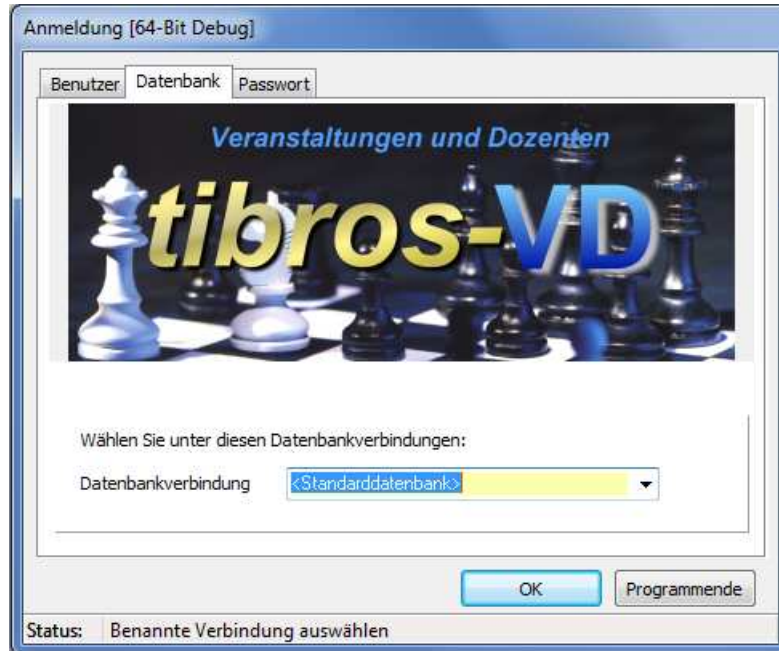 Anmeldung [64-Bit Debug]
Benutzer Datenbank Passwort
Veranstaltungen und Dozenten
tibros-VD
Wählen Sie unter diesen Datenbankverbindungen:
Datenbankverbindung <Standarddatenbank>
OK Programmende
Status: Benannte Verbindung auswählen